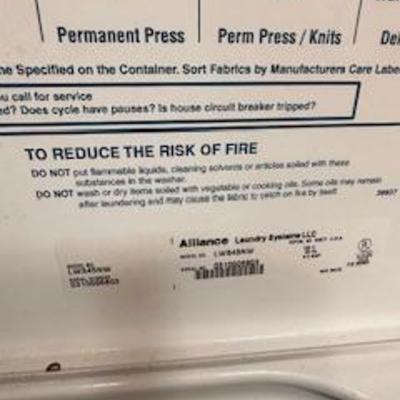 Permanent Press
Perm Press / Knits
Del
he Specified on the Container. Sort Fabrics by Manufacturers Care Labe
ou call for service
ed? Does cycle have pauses? Is house circuit breaker tripped?
TO REDUCE THE RISK OF FIRE
DO NOT put flammable liquids, cleaning solvents or articles soiled with these
substances in the washer.
DO NOT wash or dry items soiled with vegetable or cooking oils. Some oils may remain
after laundering and may cause the fabric to catch on fire by itself.
Alliance Laundry Systems LLC